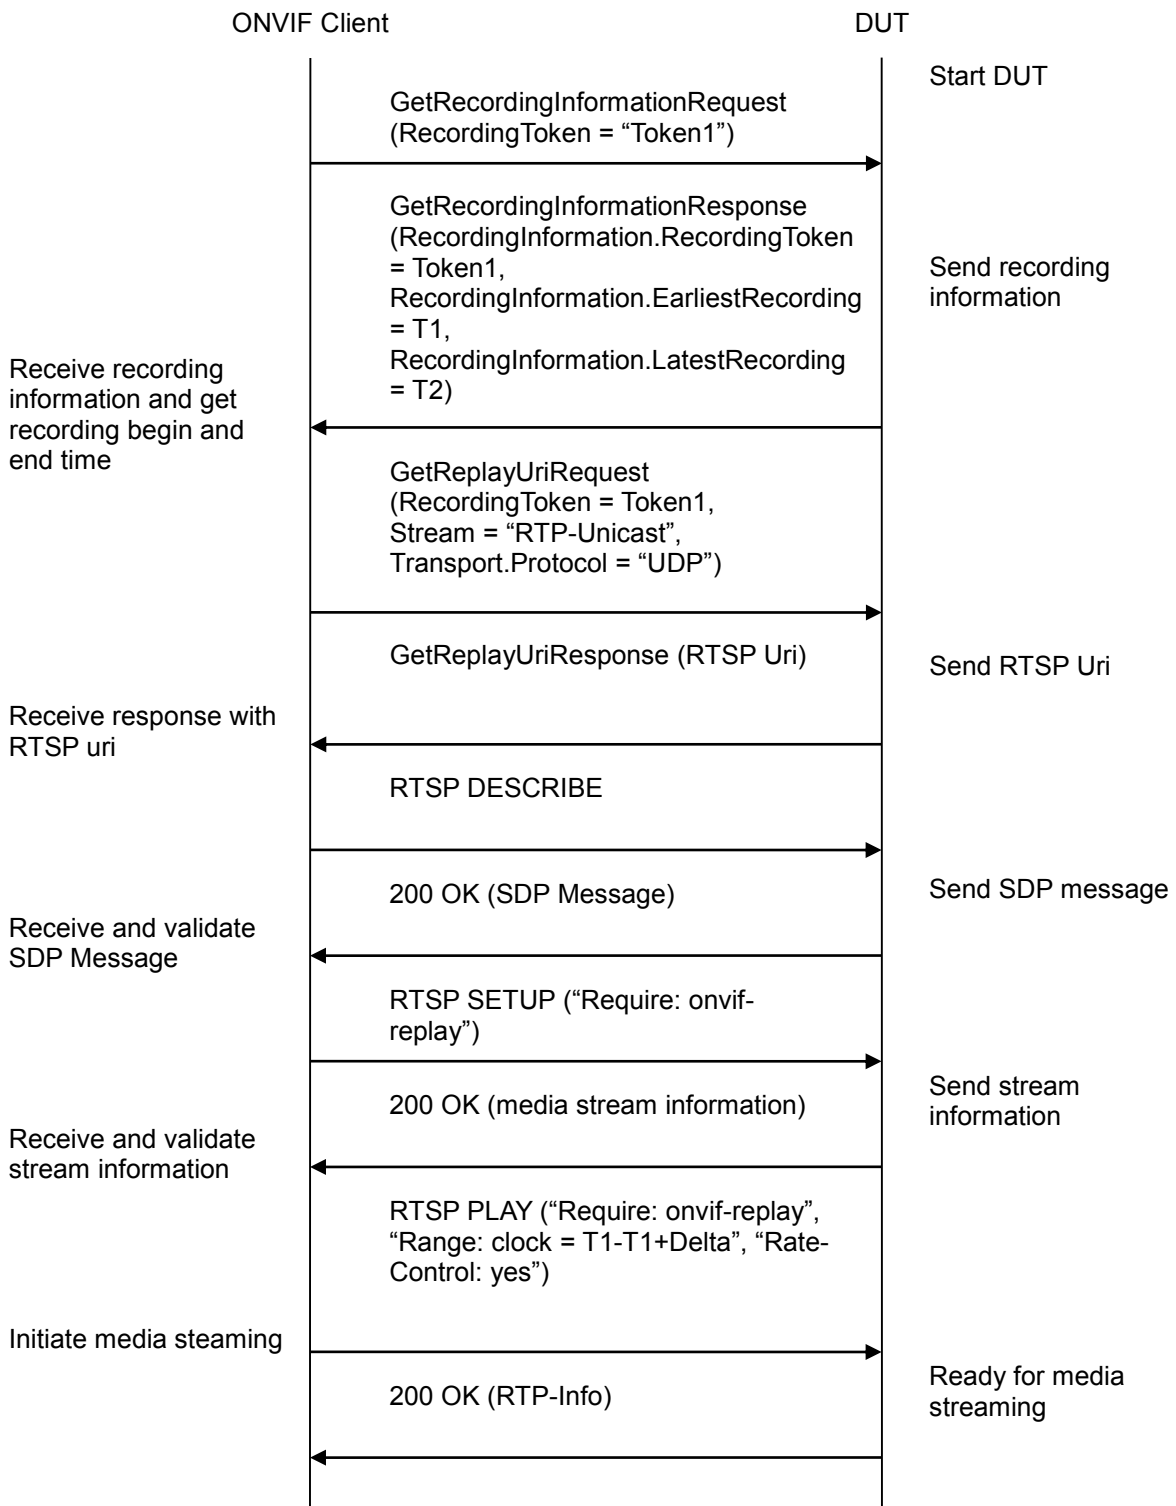 ONVIF Client
DUT
Start DUT
GetRecordingInformationRequest
(RecordingToken = “Token1”)
GetRecordingInformationResponse
(RecordingInformation.RecordingToken
= Token1,
RecordingInformation.EarliestRecording
= T1,
RecordingInformation.LatestRecording
= T2)
Send recording
information
Receive recording
information and get
recording begin and
end time
GetReplayUriRequest
(RecordingToken = Token1,
Stream = “RTP-Unicast”,
Transport.Protocol = “UDP”)
GetReplayUriResponse (RTSP Uri)
Send RTSP Uri
Receive response with
RTSP uri
RTSP DESCRIBE
200 OK (SDP Message)
Send SDP message
Receive and validate
SDP Message
RTSP SETUP (“Require: onvif-
replay”)
200 OK (media stream information)
Send stream
information
Receive and validate
stream information
RTSP PLAY (“Require: onvif-replay”,
“Range: clock = T1-T1+Delta”, “Rate-
Control: yes”)
Initiate media steaming
200 OK (RTP-Info)
Ready for media
streaming